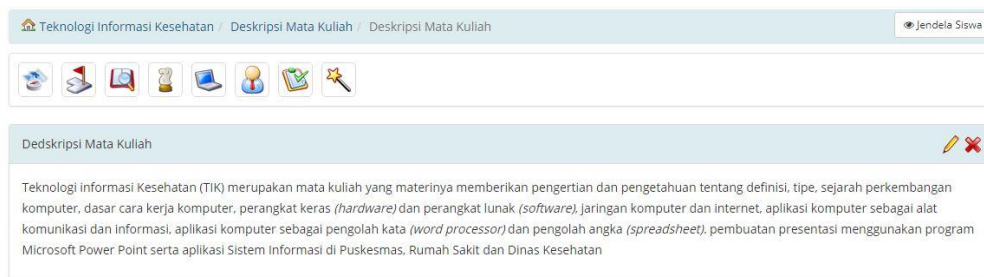 Teknologi Informasi Kesehatan / Deskripsi Mata Kuliah / Deskripsi Mata Kuliah
Jendela Siswa
Dedskripsi Mata Kuliah
Teknologi informasi Kesehatan (TIK) merupakan mata kuliah yang materinya memberikan pengertian dan pengetahuan tentang definisi, tipe, sejarah perkembangan
komputer, dasar cara kerja komputer, perangkat keras (hardware) dan perangkat lunak (software), jaringan komputer dan internet, aplikasi komputer sebagai alat
komunikasi dan informasi, aplikasi komputer sebagai pengolah kata (word processor) dan pengolah angka (spreadsheet). pembuatan presentasi menggunakan program
Microsoft Power Point serta aplikasi Sistem Informasi di Puskesmas, Rumah Sakit dan Dinas Kesehatan